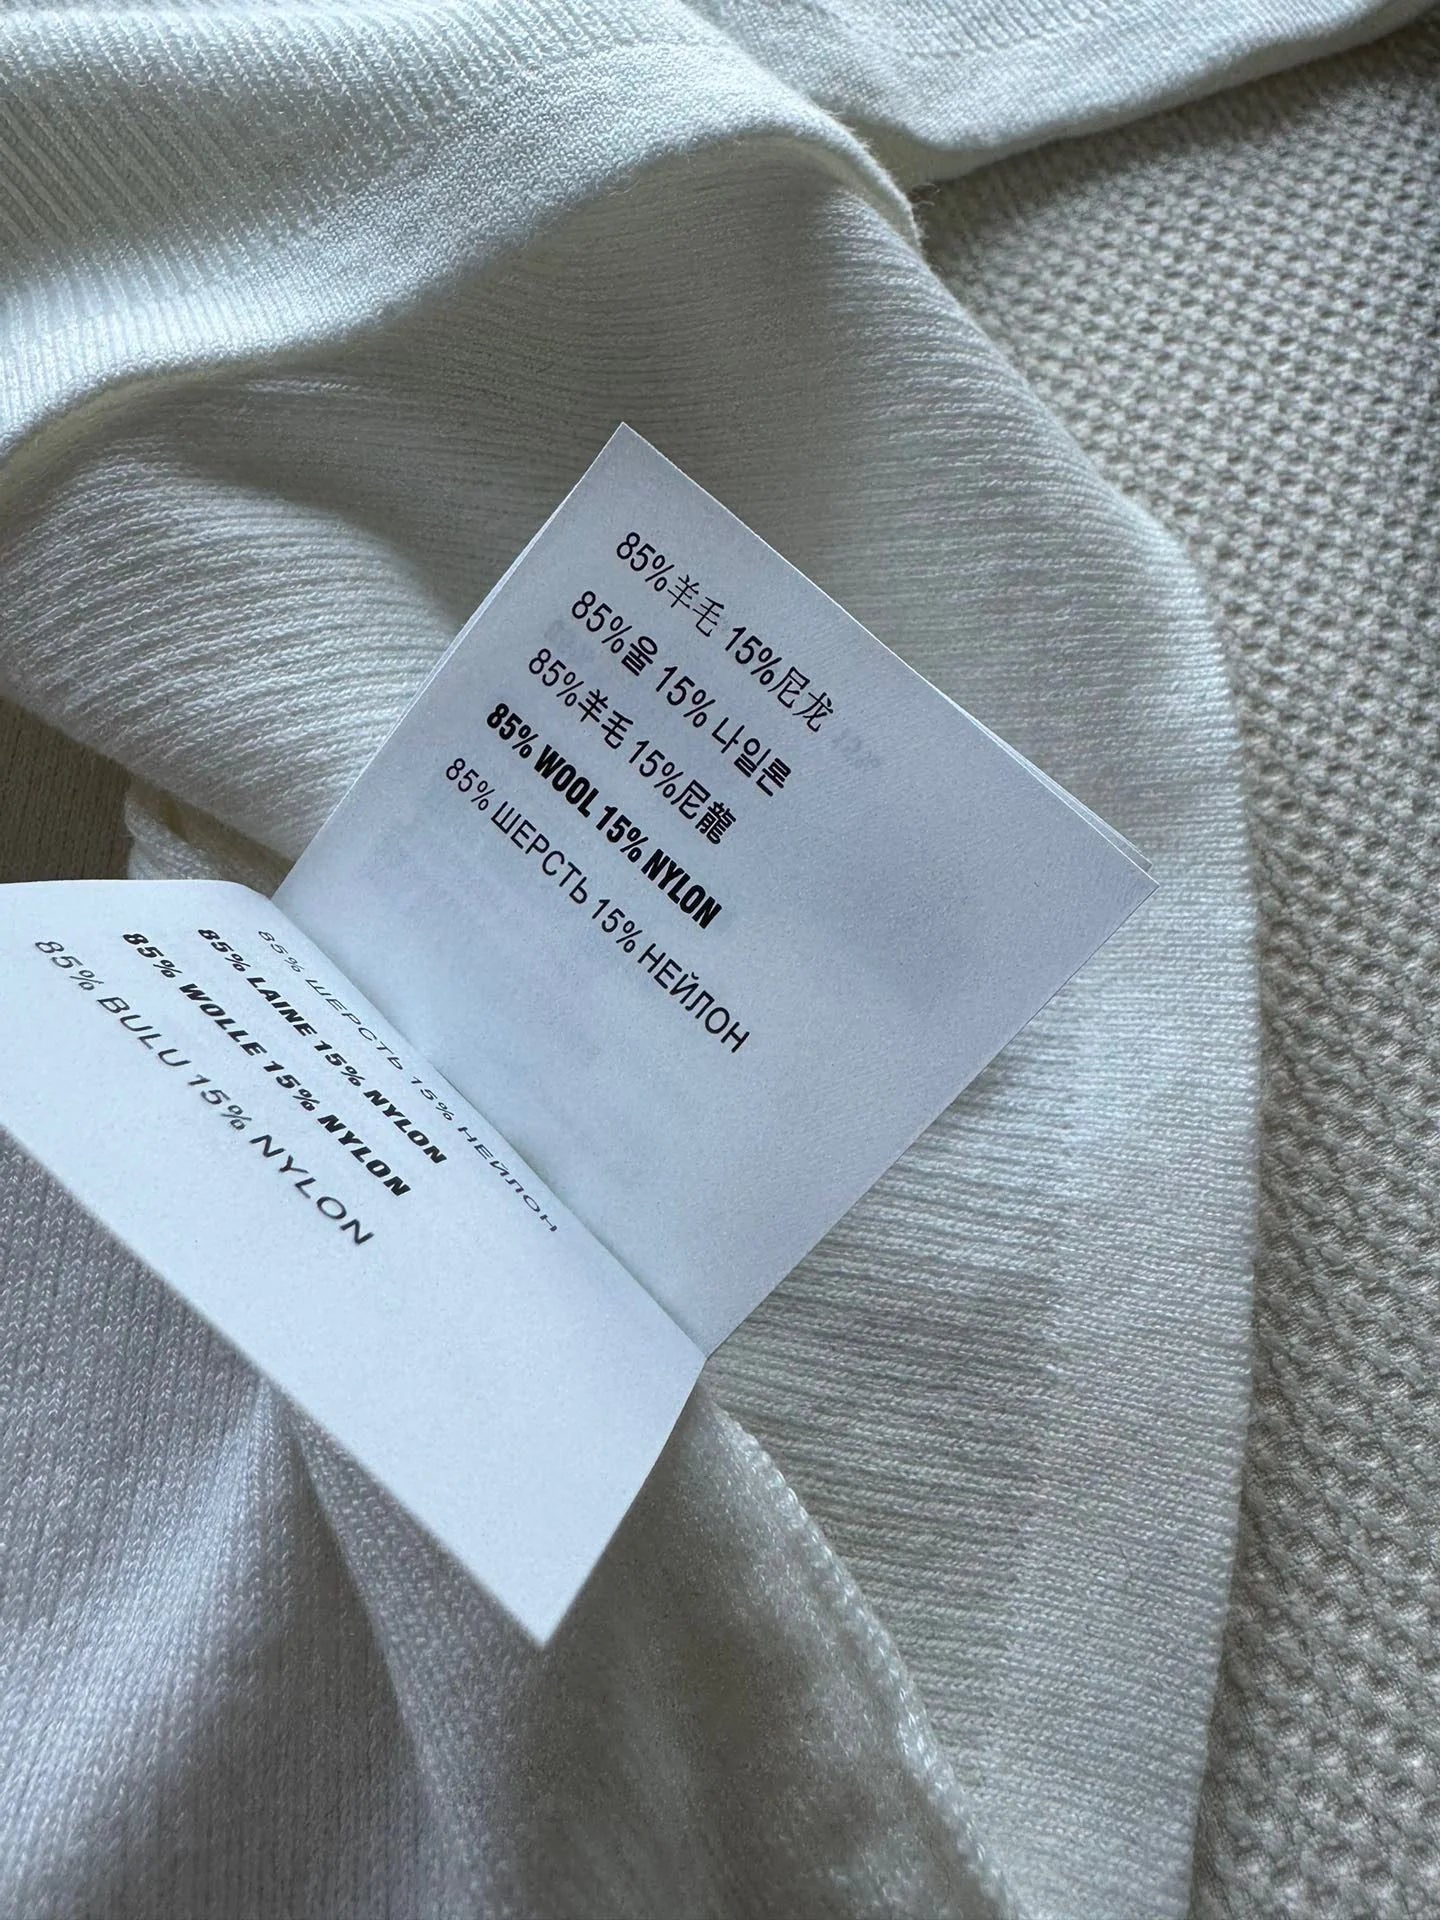 85%羊毛 15%尼龙
85%울 15% 나일론
85%羊毛 15%尼龍
85% WOOL 15% NYLON
85% ШЕРСТЬ 15% НЕЙЛОН
85% ШЕРСТЬ 15% НЕЙЛОН
85% LAINE 15% NYLON
85% WOLLE 15% NYLON
85% BULU 15% NYLON